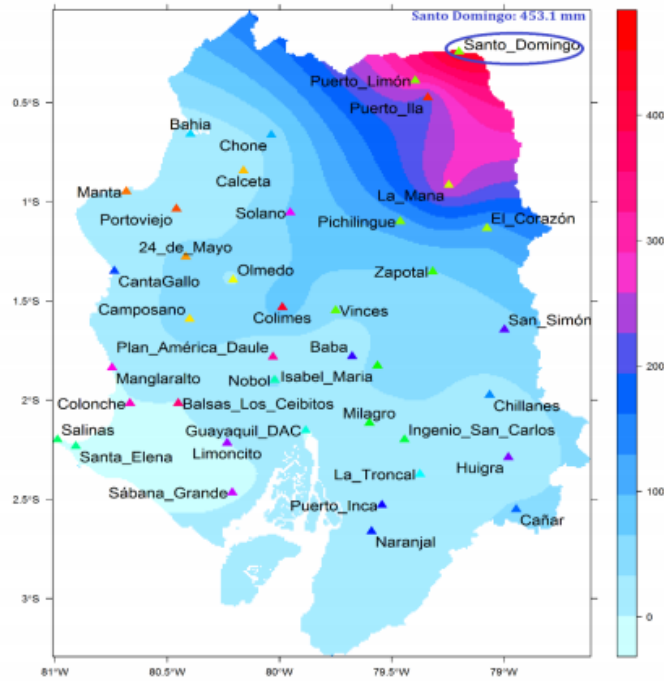 Santo Domingo: 453.1 mm
Santo_Domingo
Puerto_Limón
Puerto_Ila
Bahia
Chone
Calceta
La_Mana
Manta
Portoviejo
Solano
Pichilingue
El_Corazón
24_de_Mayo
CantaGallo
Olmedo
Zapotal
Camposano
Colimes
Vinces
San_Simón
Plan_América_Daule
Baba
Manglaralto
Nobol
Isabel_Maria
Colonche
Balsas_Los_Ceibitos
Chillanes
Milagro
Salinas
Guayaquil_DAC
Ingenio_San_Carlos
Santa_Elena
Limoncito
La_Troncal
Huigra
Sábana_Grande
Puerto_Inca
Cañar
Naranjal
0.5°S
1°S
1.5°S
2°S
2.5°S
3°S
81°W
80.5°W
80°W
79.5°W
79°W
400
300
200
100
0